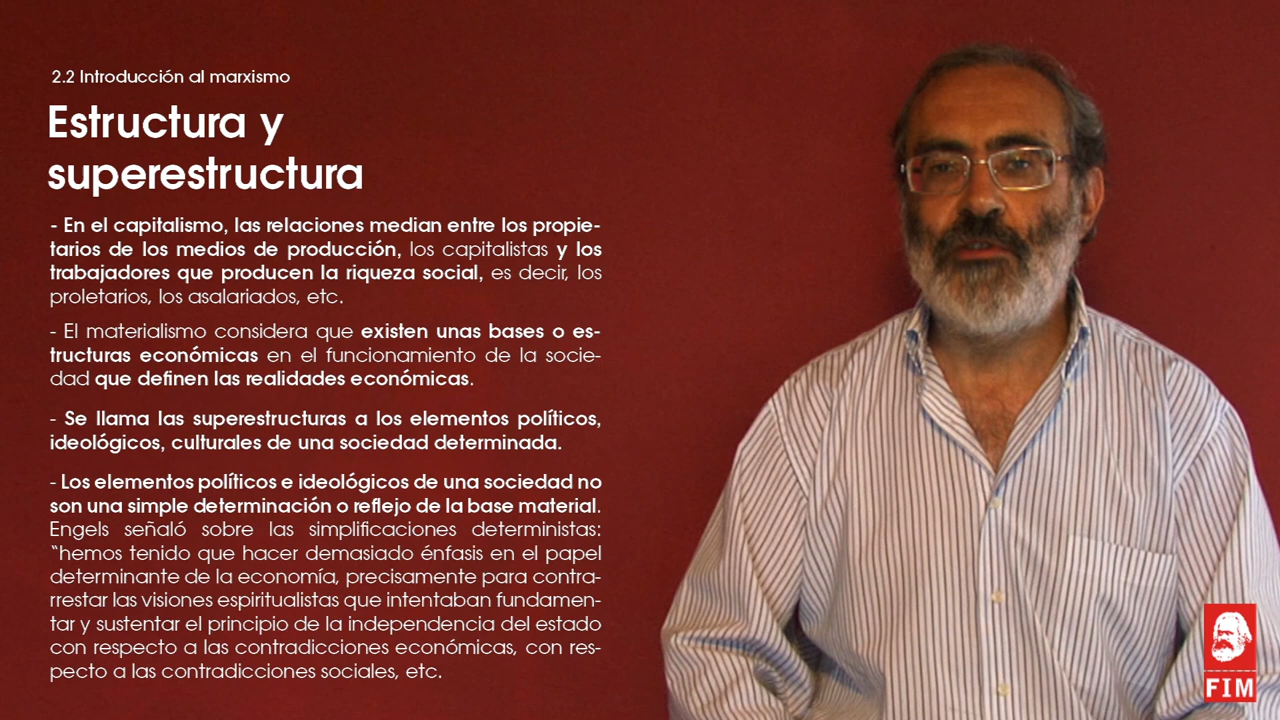 2.2 Introducción al marxismo
Estructura y
superestructura
- En el capitalismo, las relaciones median entre los propie-
tarios de los medios de producción, los capitalistas y los
trabajadores que producen la riqueza social, es decir, los
proletarios, los asalariados, etc.
- El materialismo considera que existen unas bases o es-
tructuras económicas en el funcionamiento de la socie-
dad que definen las realidades económicas.
- Se llama las superestructuras a los elementos políticos,
ideológicos, culturales de una sociedad determinada.
- Los elementos políticos e ideológicos de una sociedad no
son una simple determinación o reflejo de la base material.
Engels señaló sobre las simplificaciones deterministas:
“hemos tenido que hacer demasiado énfasis en el papel
determinante de la economía, precisamente para contra-
rrestar las visiones espiritualistas que intentaban fundamen-
tar y sustentar el principio de la independencia del estado
con respecto a las contradicciones económicas, con res-
pecto a las contradicciones sociales, etc.
FIM